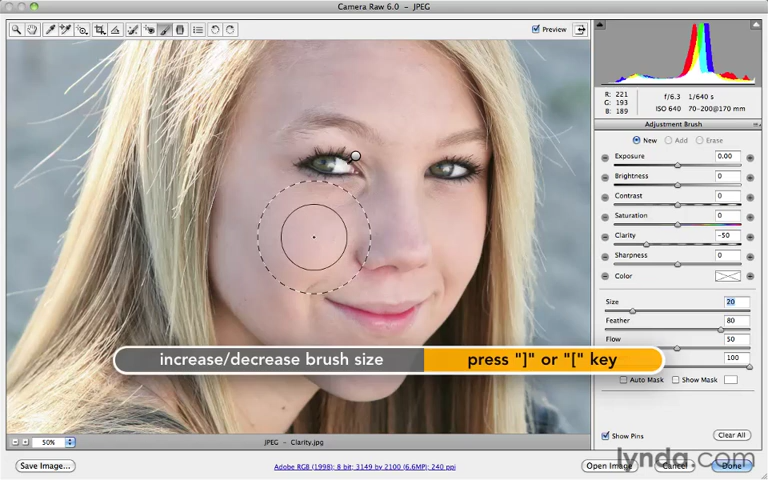 Camera Raw 6.0 - JPEG
Preview
R: 221
G: 193
B: 189
f/6.3 1/640 s
ISO 640 70-200@170 mm
Adjustment Brush
New Add Erase
Exposure 0.00
Brightness 0
Contrast 0
Saturation 0
Clarity -50
Sharpness 0
Color
Size 20
Feather 80
Flow 50
100
increase/decrease brush size press "]" or "[" key
Auto Mask Show Mask
Show Pins Clear All
50% JPEG - Clarity.jpg
Save Image... Adobe RGB (1998); 8 bit; 3149 by 2100 (6.6MP); 240 ppi Open Image Cancel Done
lynda.com